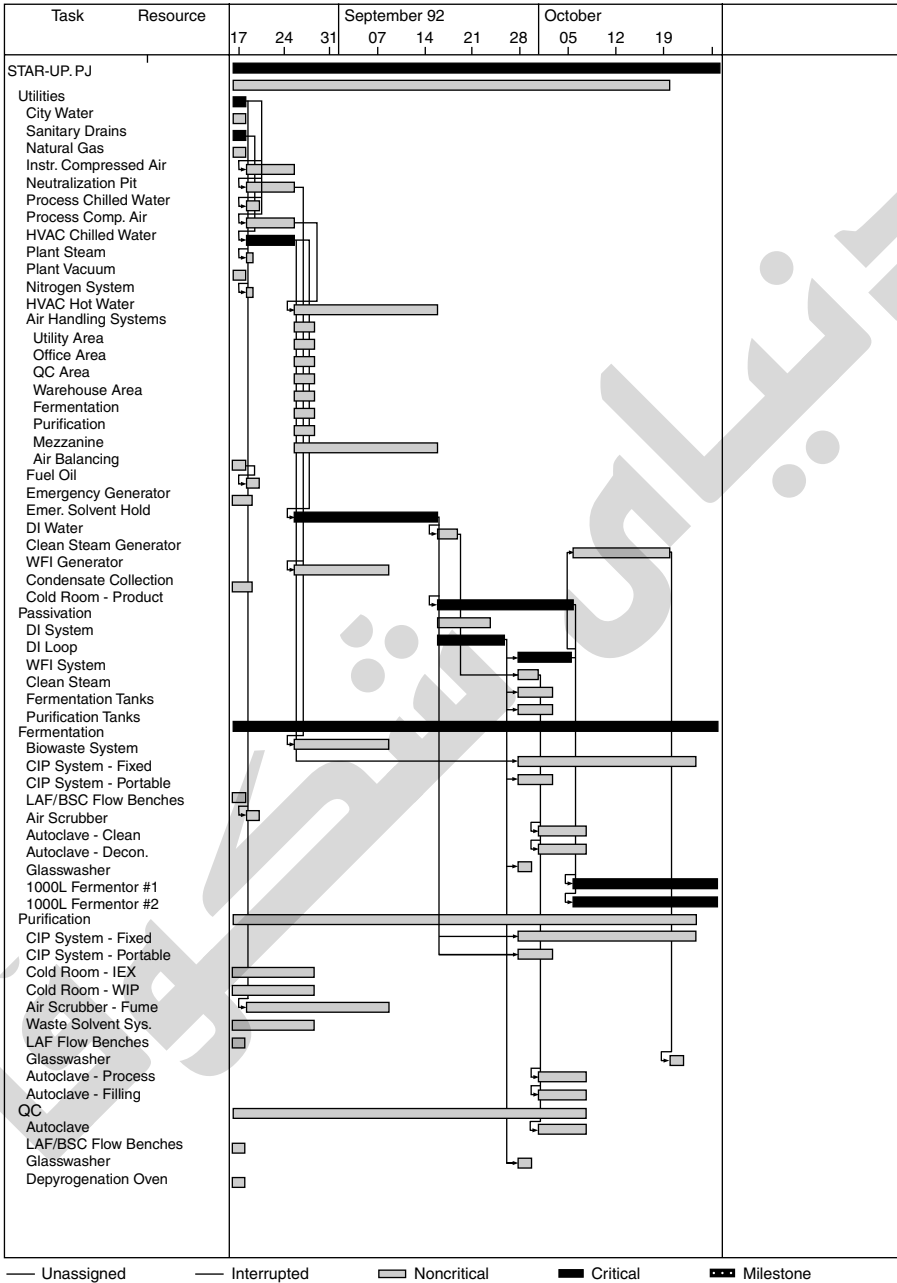 Task Resource September 92 October
17 24 31 07 14 21 28 05 12 19
STAR-UP. PJ
Utilities
City Water
Sanitary Drains
Natural Gas
Instr. Compressed Air
Neutralization Pit
Process Chilled Water
Process Comp. Air
HVAC Chilled Water
Plant Steam
Plant Vacuum
Nitrogen System
HVAC Hot Water
Air Handling Systems
Utility Area
Office Area
QC Area
Warehouse Area
Fermentation
Purification
Mezzanine
Air Balancing
Fuel Oil
Emergency Generator
Emer. Solvent Hold
DI Water
Clean Steam Generator
WFI Generator
Condensate Collection
Cold Room - Product
Passivation
DI System
DI Loop
WFI System
Clean Steam
Fermentation Tanks
Purification Tanks
Fermentation
Biowaste System
CIP System - Fixed
CIP System - Portable
LAF/BSC Flow Benches
Air Scrubber
Autoclave - Clean
Autoclave - Decon.
Glasswasher
1000L Fermentor #1
1000L Fermentor #2
Purification
CIP System - Fixed
CIP System - Portable
Cold Room - IEX
Cold Room - WIP
Air Scrubber - Fume
Waste Solvent Sys.
LAF Flow Benches
Glasswasher
Autoclave - Process
Autoclave - Filling
QC
Autoclave
LAF/BSC Flow Benches
Glasswasher
Depyrogenation Oven
Unassigned Interrupted Noncritical Critical Milestone